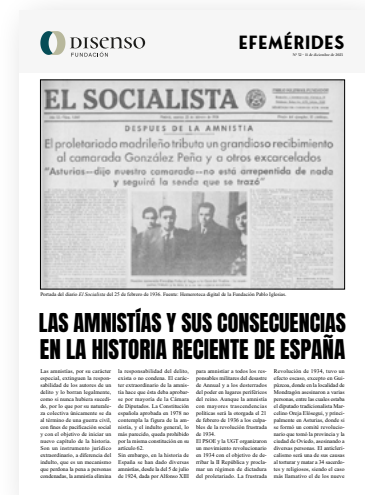 DISENSO
FUNDACIÓN
EFEMÉRIDES
EL SOCIALISTA
DESPUES DE LA AMNISTIA
El proletariado madrileño tributa un grandioso recibimiento
al camarada González Peña y a otros excarcelados
"Asturias—dijo nuestro camarada—no está arrepentida de nada
y seguirá la senda que se trazó"
Portada del diario El Socialista del 25 de febrero de 1936. Fuente: Hemeroteca digital de la Fundación Pablo Iglesias.
LAS AMNISTÍAS Y SUS CONSECUENCIAS
EN LA HISTORIA RECIENTE DE ESPAÑA
Las amnistías, por su carácter
especial, extinguen la respon-
sabilidad de los autores de un
delito y lo borran legalmente,
como si nunca hubiera sucedi-
do, por lo que por su naturale-
za colectiva únicamente se da
al término de una guerra civil,
con fines de pacificación social
y con el objetivo de iniciar un
nuevo capítulo de la historia.
Son un instrumento jurídico
extraordinario, a diferencia del
indulto, que es un mecanismo
que perdona la pena a personas
condenadas, la amnistía elimina
la responsabilidad del delito,
exista o no condena. El carác-
ter extraordinario de la amnis-
tía hace que ésta deba aprobar-
se por mayoría de la Cámara
de Diputados. La Constitución
española aprobada en 1978 no
contempla la figura de la am-
nistía, y el indulto general, lo
más parecido, queda prohibido
por la misma constitución en su
artículo 62.
Sin embargo, en la historia de
España se han dado diversas
amnistías, desde la del 5 de julio
de 1924, dada por Alfonso XIII
para amnistiar a todos los res-
ponsables militares del desastre
de Annual y a los desterrados
del poder en lugares periféricos
del reino. Aunque la amnistía
con mayores trascendencias
políticas será la otorgada el 21
de febrero de 1936 a los culpa-
bles de la revolución frustrada
de 1934.
El PSOE y la UGT organizaron
un movimiento revolucionario
en 1934 con el objetivo de de-
rribar la II República y procla-
mar un régimen de dictadura
del proletariado. La frustrada
Revolución de 1934, tuvo un
efecto escaso, excepto en Gui-
púzcoa, donde en la localidad de
Mondragón asesinaron a varias
personas, entre las cuales estaba
el diputado tradicionalista Mar-
celino Oreja Elósegui, y princi-
palmente en Asturias, donde sí
se formó un comité revolucio-
nario que tomó la provincia y la
ciudad de Oviedo, asesinando a
diversas personas. El anticleri-
calismo será una de sus causas
al torturar y matar a 34 sacerdo-
tes y religiosos, siendo el caso
más llamativo el de los nueve